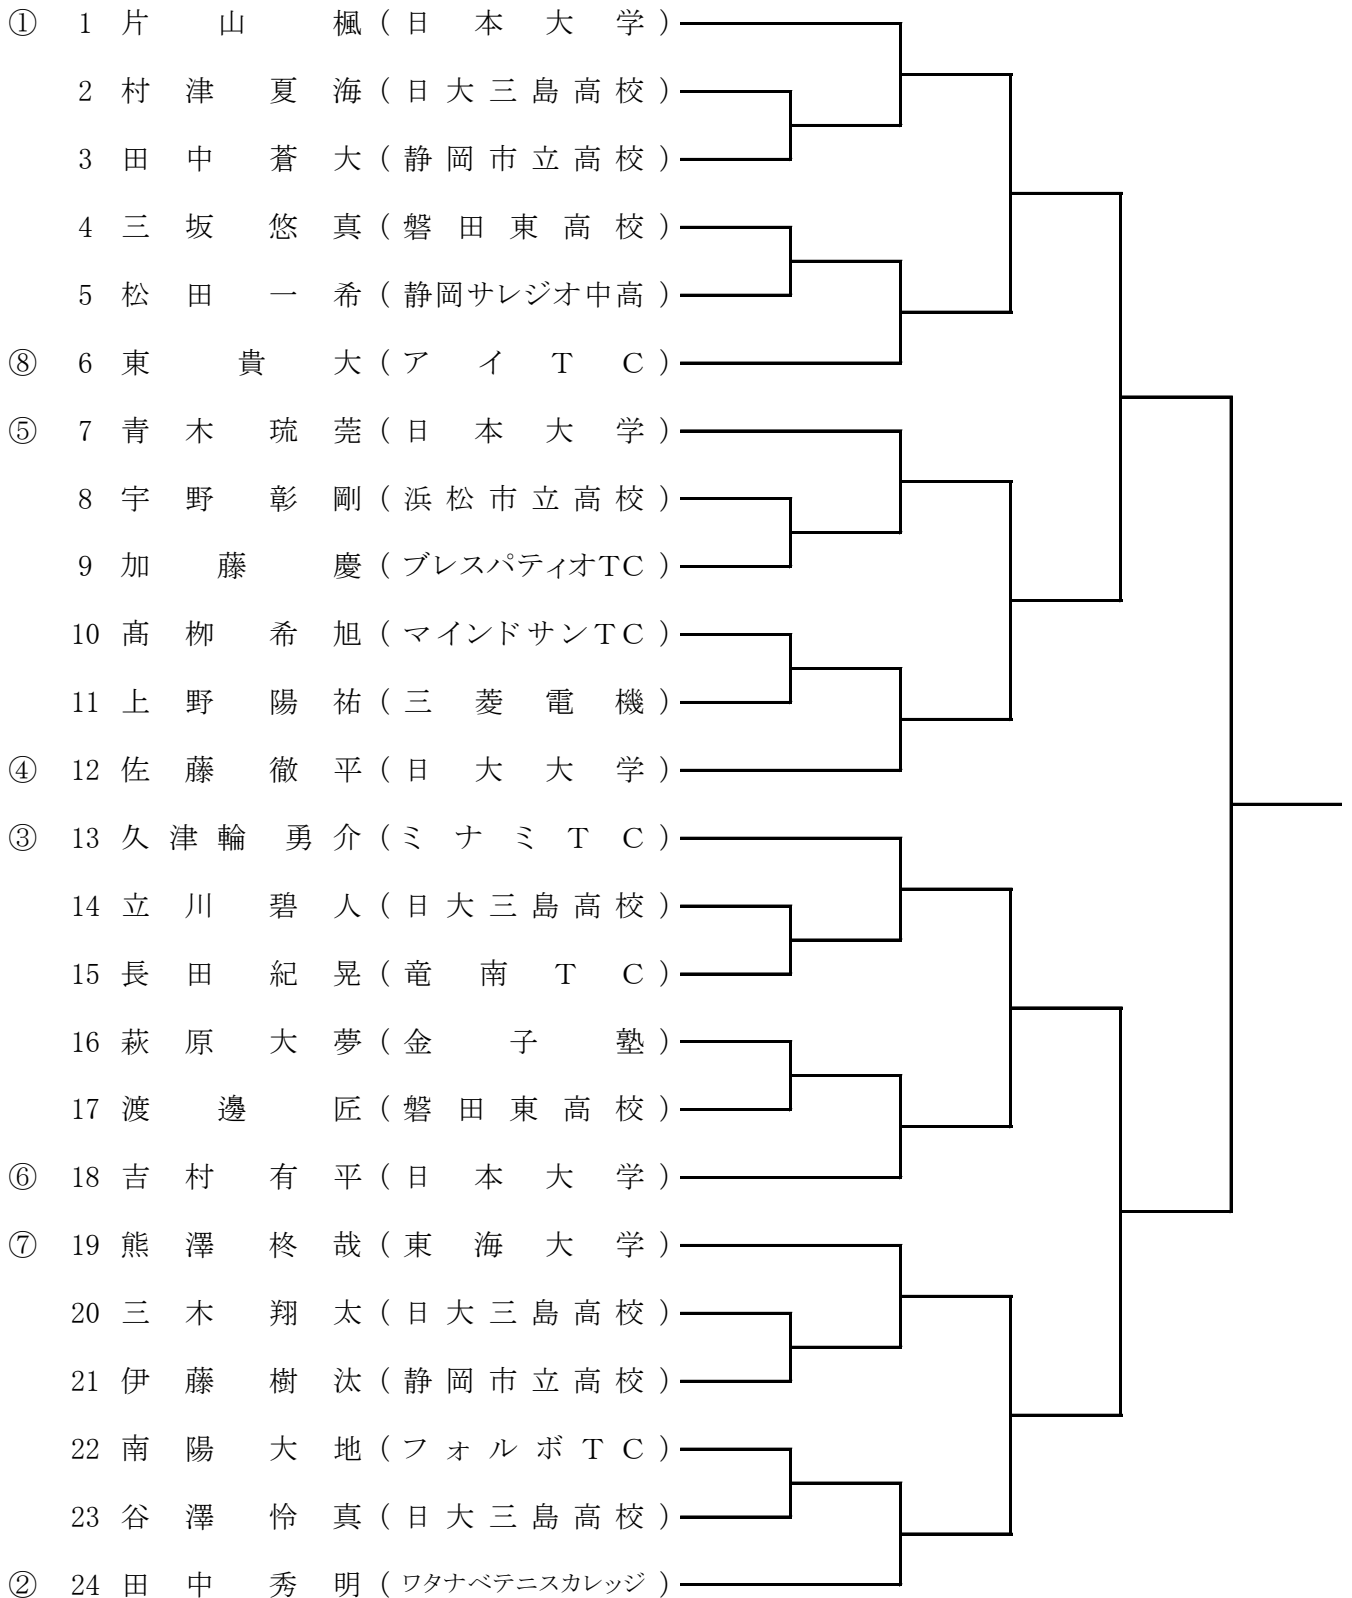 ① 1 片山楓(日本大学)
2 村津夏海(日大三島高校)
3 田中蒼大(静岡市立高校)
4 三坂悠真(磐田東高校)
5 松田一希(静岡サレジオ中高)
⑧ 6 東貴大(アイTC)
⑤ 7 青木琉莞(日本大学)
8 宇野彰剛(浜松市立高校)
9 加藤慶(ブレスパティオTC)
10 髙栁希旭(マインドサンTC)
11 上野陽祐(三菱電機)
④ 12 佐藤徹平(日大大学)
③ 13 久津輪勇介(ミナミTC)
14 立川碧人(日大三島高校)
15 長田紀晃(竜南TC)
16 萩原大夢(金子塾)
17 渡邊匠(磐田東高校)
⑥ 18 吉村有平(日本大学)
⑦ 19 熊澤柊哉(東海大学)
20 三木翔太(日大三島高校)
21 伊藤樹汰(静岡市立高校)
22 南陽大地(フォルボTC)
23 谷澤怜真(日大三島高校)
② 24 田中秀明(ワタナベテニスカレッジ)